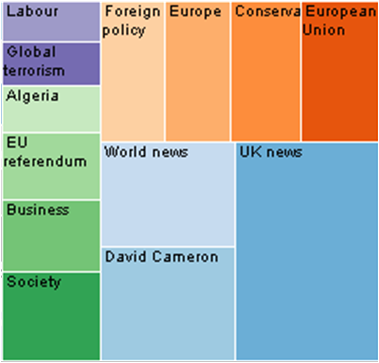 Labour
Global
terrorism
Algeria
EU
referendum
Business
Society
Foreign
policy
Europe
Conserva
European
Union
World news
UK news
David Cameron